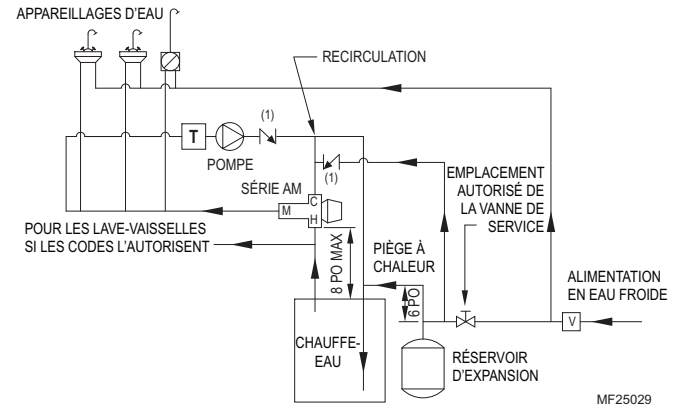 APPAREILLAGES D'EAU
RECIRCULATION
(1)
T
POMPE
(1)
SÉRIE AM
C
M
H
POUR LES LAVE-VAISSELLES
SI LES CODES L'AUTORISENT
8 PO MAX
PIÈGE À
CHALEUR
6 PO
EMPLACEMENT
AUTORISÉ DE
LA VANNE DE
SERVICE
ALIMENTATION
EN EAU FROIDE
V
CHAUFFE-
EAU
RÉSERVOIR
D'EXPANSION
MF25029